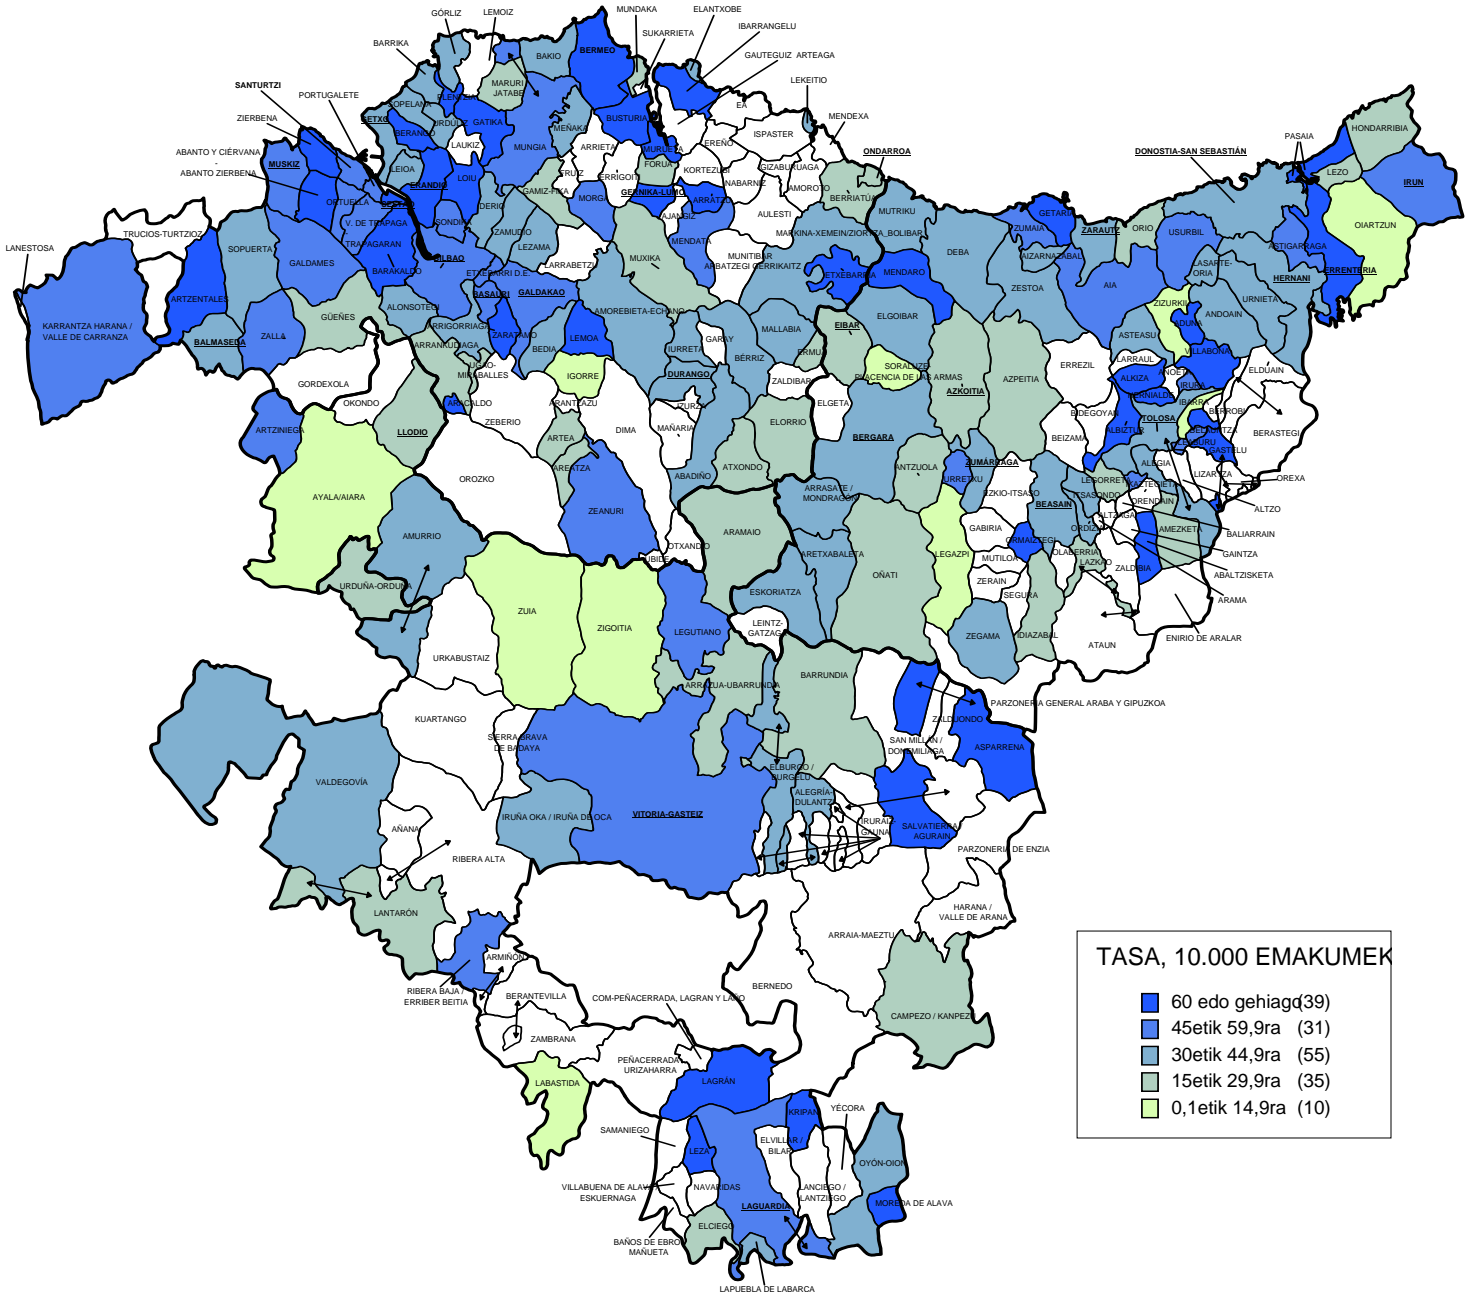 GÓRLIZ
LEMOIZ
MUNDAKA
ELANTXOBE
SUKARRIETA
IBARRANGELU
BARRIKA
BAKIO
BERMEO
GAUTEGUIZ ARTEAGA
SANTURTZI
PORTUGALETE
ZIERBENA
ABANTO Y CIÉRVANA
-
ABANTO ZIERBENA
MUSKIZ
GETXO
SOPELANA
PLENTZIA
URDULIZ
BERANGO
GATIKA
LAUKIZ
MARURI
JATABE
MUNGIA
MEÑAKA
ARRIETA
BUSTURIA
MURUETA
FORUA
KORTEZUBI
EREÑO
EA
ISPASTER
LEKEITIO
MENDEXA
GIZABURUAGA
AMOROTO
NABARNIZ
AULESTI
ONDARROA
BERRIATUA
MUTRIKU
DONOSTIA-SAN SEBASTIÁN
PASAIA
HONDARRIBIA
LEZO
IRUN
OIARTZUN
ERRENTERIA
ASTIGARRAGA
HERNANI
LASARTE-
ORIA
URNIETA
ANDOAIN
USURBIL
ORIO
ZARAUTZ
GETARIA
ZUMAIA
AIZARNAZABAL
ZESTOA
DEBA
AIA
ZIZURKIL
ADUNA
ASTEASU
VILLABONA
LARRAUL
LEIOA
ERANDIO
LOIU
DERIO
SONDIKA
ZAMUDIO
LEZAMA
LARRABETZU
GAMIZ-FIKA
FRUIZ
ERRIGOITI
MORGA
GERNIKA-LUMO
ARRATZU
AJANGIZ
MENDATA
MUXIKA
MUNITIBAR
ARBATZEGI GERRIKAITZ
MARKINA-XEMEIN/ZIORTZA_BOLIBAR
ETXEBARRIA
MENDARO
ELGOIBAR
EIBAR
SORALUZE-
PLACENCIA DE LAS ARMAS
MALLABIA
ERMUA
BERRIZ
ZALDIBAR
GARAY
IURRETA
DURANGO
IZURZA
MAÑARIA
ABADIÑO
ATXONDO
ELORRIO
ELGETA
BERGARA
AZKOITIA
AZPEITIA
ERREZIL
BIDEGOYAN
BEIZAMA
ALKIZA
ANOETA
IRURA
HERNIALDE
IBARRA
TOLOSA
ALBIZTUR
BERROBI
BELAUNTZA
LEABURU
GASTELU
ELDUAIN
BERASTEGI
LIZARTZA
OREXA
ALTZO
ALEGIA
IKAZTEGIETA
LEGORRETA
ITSASONDO
BALIARRAIN
GAINTZA
ABALTZISKETA
ARAMA
ENIRIO DE ARALAR
ORENDAIN
AMEZKETA
ALTZAGA
ORDIZIA
BEASAIN
LAZKAO
OLABERRIA
ZALDIBIA
ATAUN
IDIAZABAL
SEGURA
ZERAIN
MUTILOA
ORMAIZTEGI
GABIRIA
EZKIO-ITSASO
ZUMÁRRAGA
URRETXU
ANTZUOLA
LEGAZPI
ZEGAMA
OÑATI
ARRASATE /
MONDRAGÓN
ARETXABALETA
ESKORIATZA
LEINTZ-
GATZAGA
ARAMAIO
LANESTOSA
TRUCIOS-TURTZIOZ
KARRANTZA HARANA /
VALLE DE CARRANZA
ARTZENTALES
SOPUERTA
GALDAMES
BALMASEDA
ZALLA
GÜEÑES
GORDEXOLA
ORTUELLA
V. DE TRAPAGA
TRAPAGARAN
SESTAO
BARAKALDO
BILBAO
ALONSOTEGI
ETXEBARRI D.E.
BASAURI
GALDAKAO
ARRIGORRIAGA
ZARATAMO
ARRANKUDIAGA
UGAO-
MIRABALLES
BEDIA
LEMOA
AMOREBIETA-ECHANO
IGORRE
ARANTZAZU
ARTEA
AREATZA
DIMA
ZEANURI
ZEBERIO
ARACALDO
OROZKO
OTXANDIO
UBIDE
OKONDO
LLODIO
ARTZINIEGA
AYALA/AIARA
AMURRIO
URDUÑA-ORDUÑA
ZUIA
ZIGOITIA
LEGUTIANO
URKABUSTAIZ
KUARTANGO
SIERRA BRAVA
DE BADAYA
ARRAZUA-UBARRUNDIA
BARRUNDIA
SAN MILLÁN /
DONEMILIAGA
ZALDUONDO
PARZONERIA GENERAL ARABA Y GIPUZKOA
ASPARRENA
ELBURGO /
BURGELU
ALEGRÍA-
DULANTZI
IRURAIZ-
GAUNA
SALVATIERRA
AGURAIN
PARZONERIA DE ENZIA
VALDEGOVÍA
AÑANA
RIBERA ALTA
IRUÑA OKA / IRUÑA DE OCA
VITORIA-GASTEIZ
LANTARÓN
RIBERA BAJA /
ERRIBER BEITIA
ARMIÑÓN
BERANTEVILLA
ZAMBRANA
COM-PEÑACERRADA, LAGRAN Y LAÑO
PEÑACERRADA
URIZAHARRA
BERNEDO
ARRAIA-MAEZTU
HARANA /
VALLE DE ARANA
CAMPEZO / KANPEZU
LABASTIDA
LAGRÁN
SAMANIEGO
LEZA
KRIPAN
YÉCORA
ELVILLAR /
BILAR
OYÓN-OION
NAVARIDAS
VILLABUENA DE ALAVA
ESKUERNAGA
LANCIEGO /
LANTZIEGO
LAGUARDIA
MOREDA DE ALAVA
ELCIEGO
BAÑOS DE EBRO
MAÑUETA
LAPUEBLA DE LABARCA
TASA, 10.000 EMAKUMEK
60 edo gehiago(39)
45etik 59,9ra (31)
30etik 44,9ra (55)
15etik 29,9ra (35)
0,1etik 14,9ra (10)